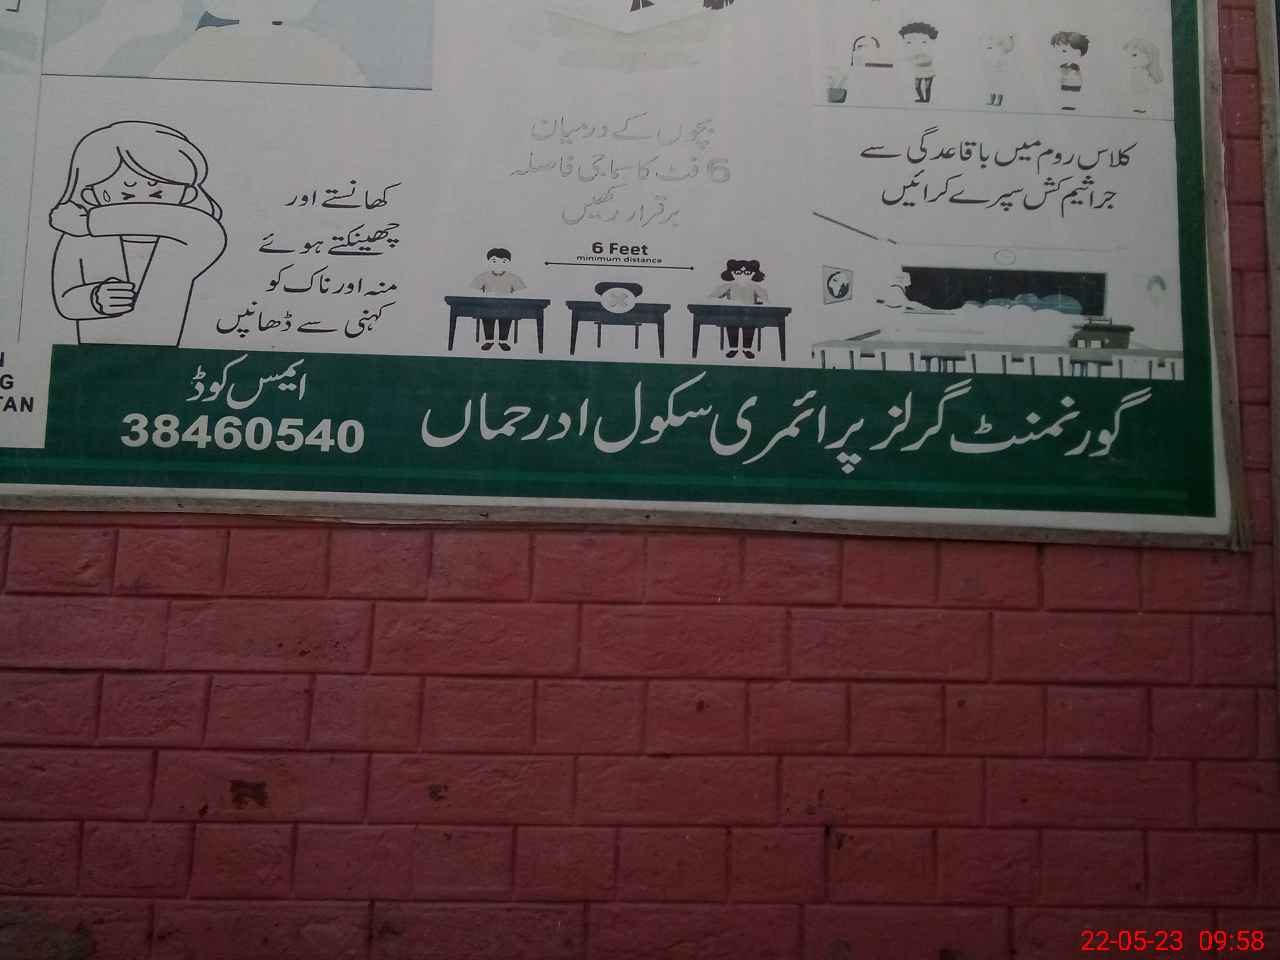 کلاس روم میں باقاعدگی سے
جراثیم کش سپرے کرائیں
بچوں کے درمیان
6 فٹ کا سماجی فاصلہ
برقرار رکھیں
6 Feet
minimum distance
کھانستے اور
چھینکتے ہوئے
منہ اور ناک کو
کہنی سے ڈھانپیں
گورنمنٹ گرلز پرائمری سکول ادرحماں
ایمس کوڈ
38460540
N
G
TAN
22-05-23 09:58